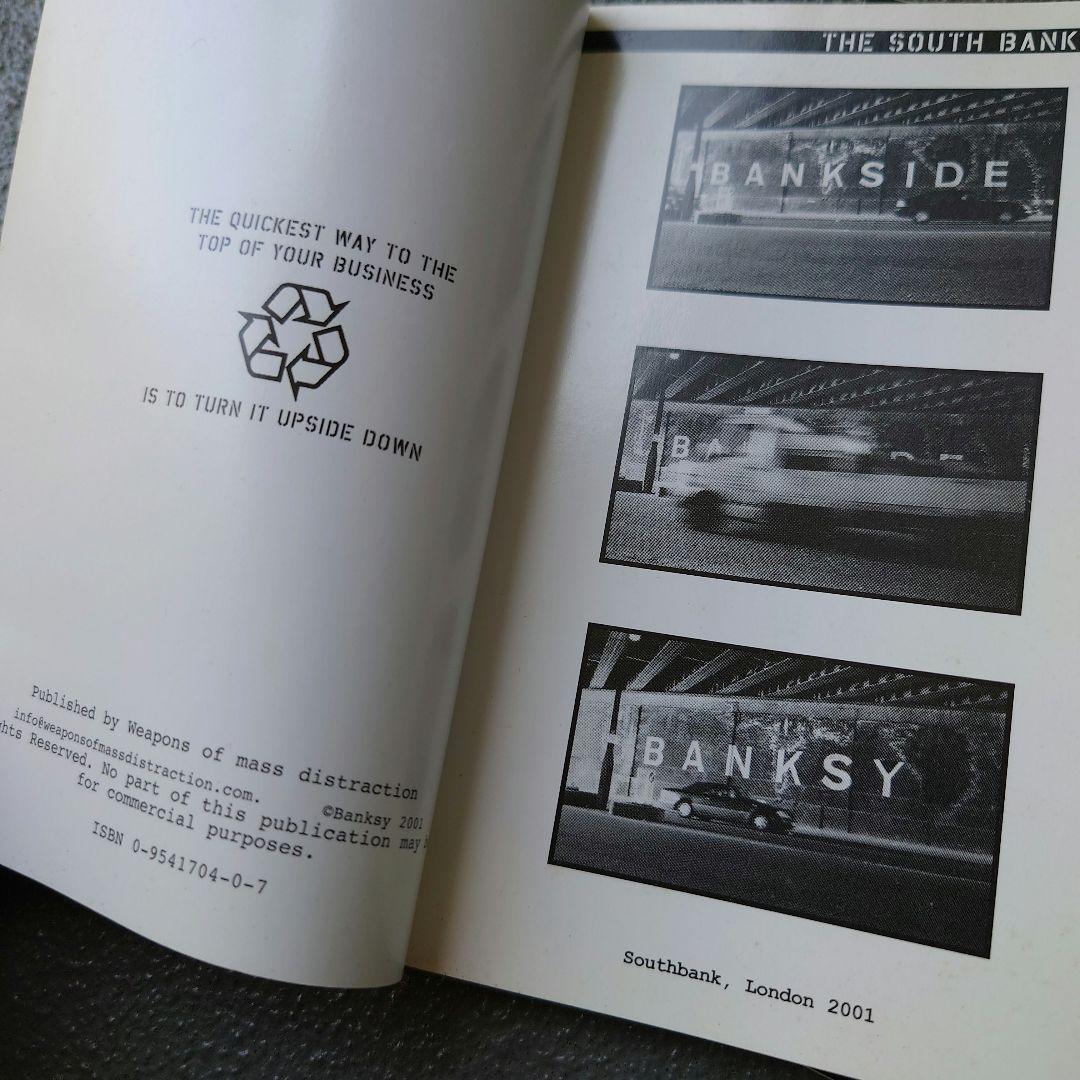 THE QUICKEST WAY TO THE
TOP OF YOUR BUSINESS
IS TO TURN IT UPSIDE DOWN
Published by Weapons of mass distraction
info@weaponsofmassdistraction.com.
©Banksy 2001
ghts Reserved. No part of this publication may b
for commercial purposes.
ISBN 0-9541704-0-7
THE SOUTH BANK
BANKSIDE
BA
BANKSY
Southbank, London 2001